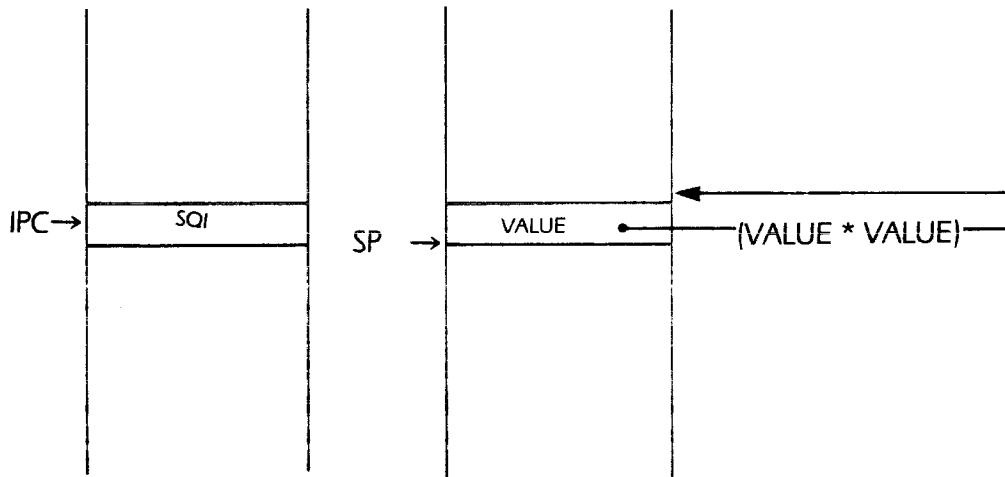 IPC→
SQI
SP→
VALUE
(VALUE * VALUE)